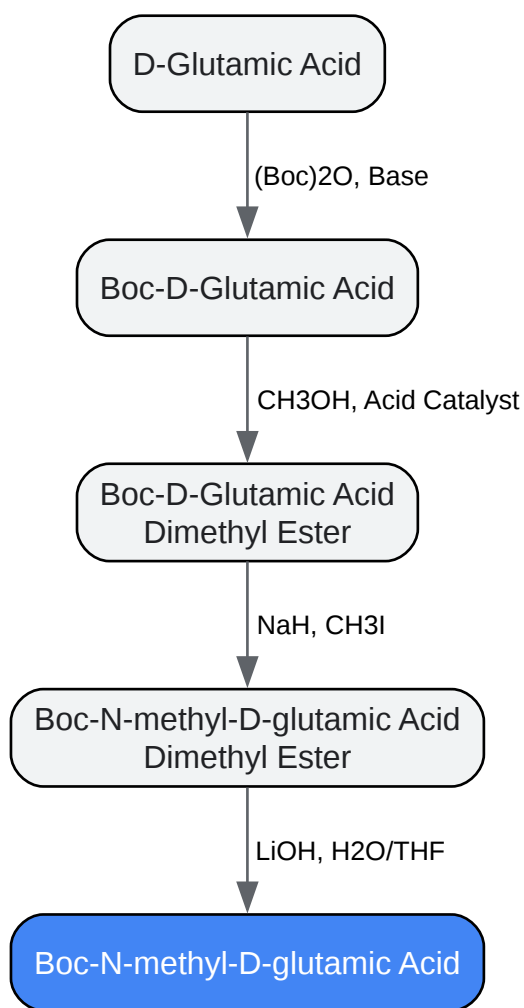 D-Glutamic Acid
(Boc)2O, Base
Boc-D-Glutamic Acid
CH3OH, Acid Catalyst
Boc-D-Glutamic Acid
Dimethyl Ester
NaH, CH3I
Boc-N-methyl-D-glutamic Acid
Dimethyl Ester
LiOH, H2O/THF
Boc-N-methyl-D-glutamic Acid